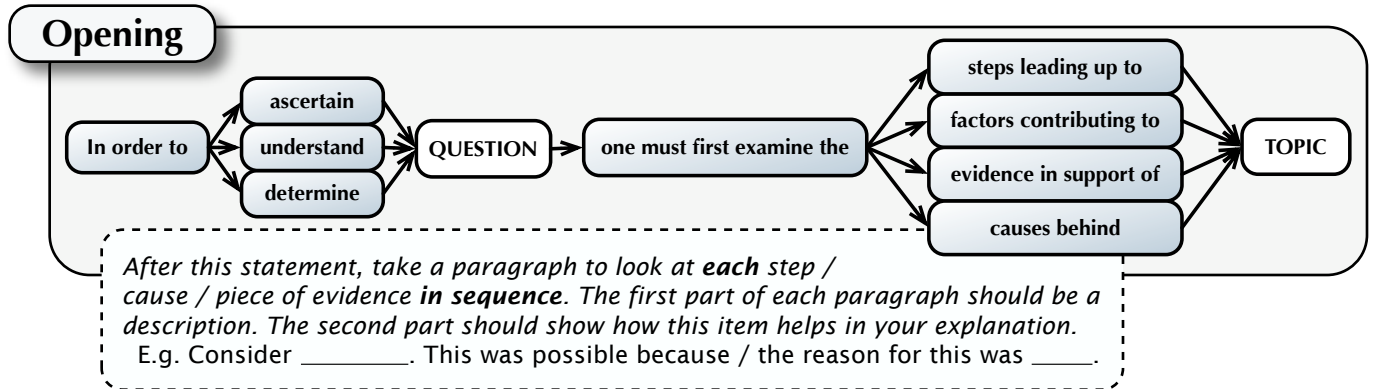 Opening
In order to
ascertain
understand
determine
QUESTION
one must first examine the
steps leading up to
factors contributing to
evidence in support of
causes behind
TOPIC
After this statement, take a paragraph to look at each step /
cause / piece of evidence in sequence. The first part of each paragraph should be a
description. The second part should show how this item helps in your explanation.
E.g. Consider _________. This was possible because / the reason for this was _____.